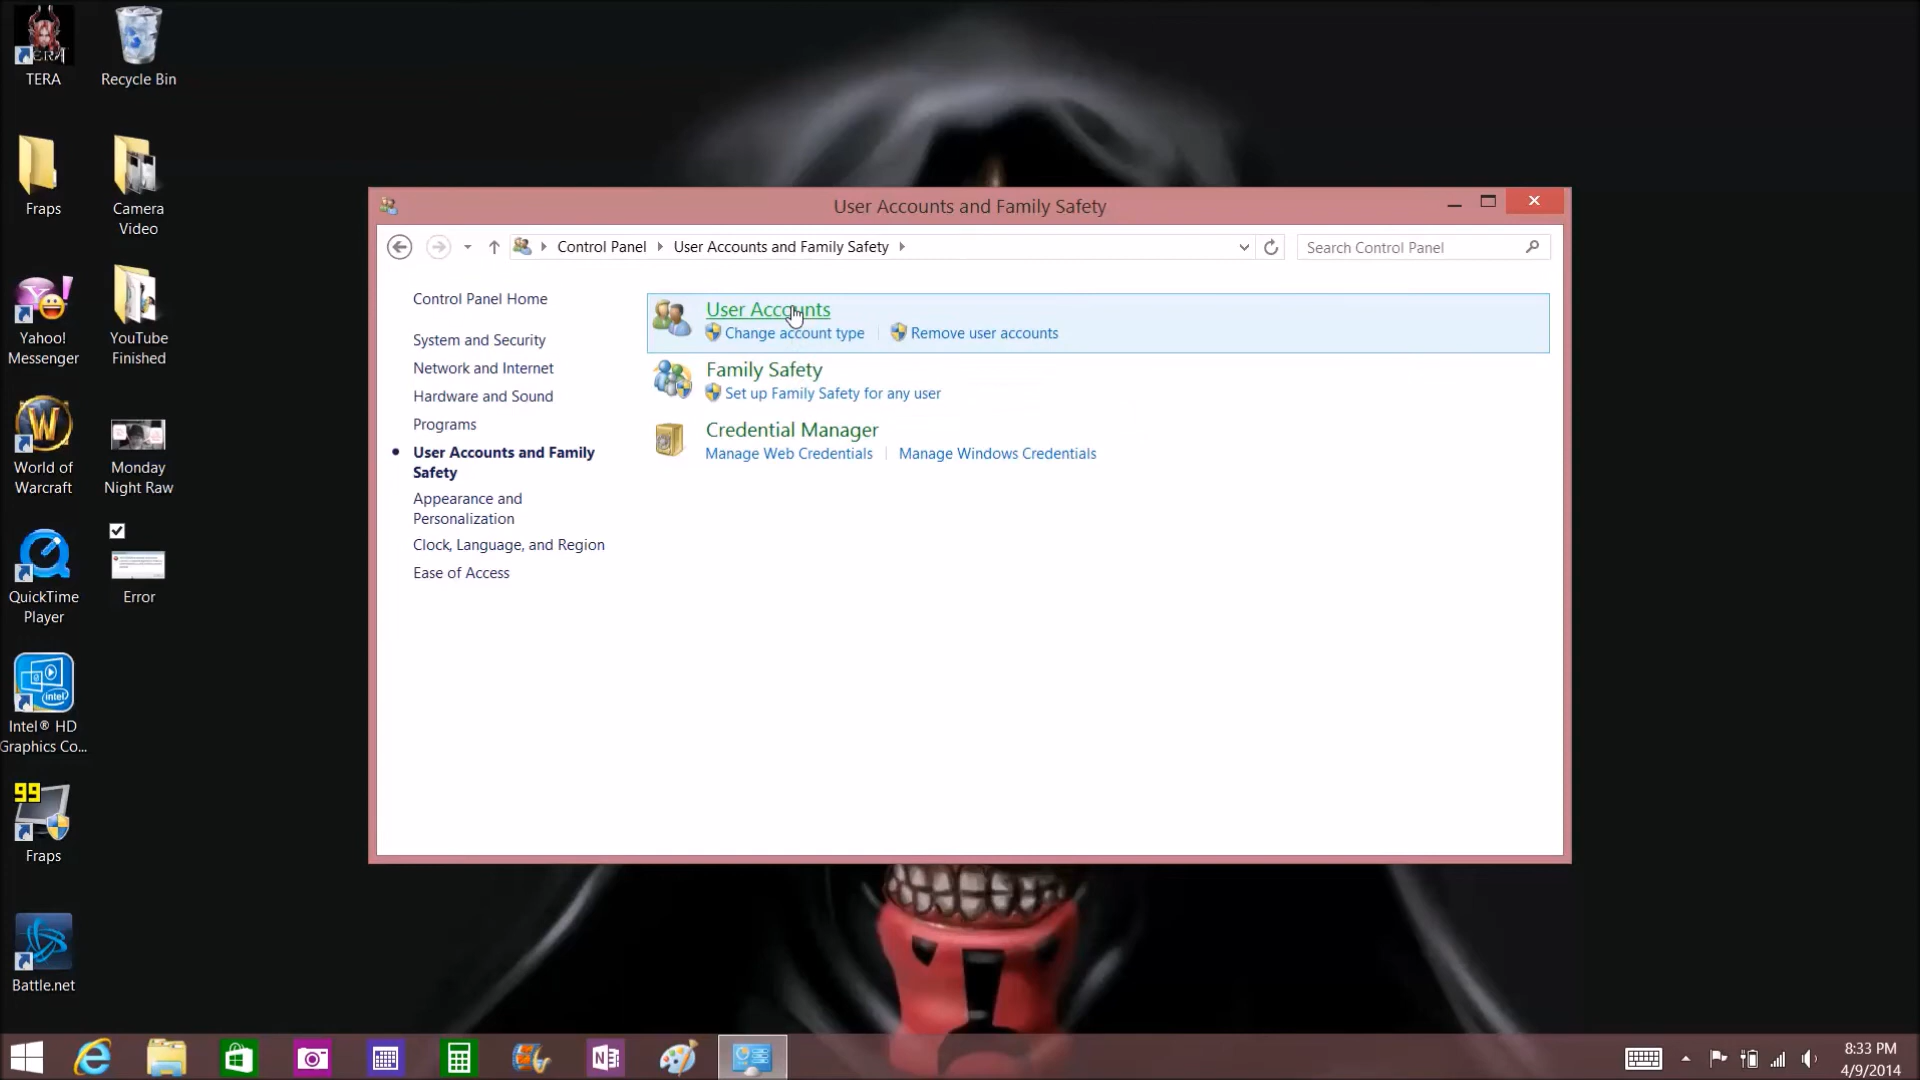 TERA
Recycle Bin
Fraps
Camera
Video
Yahoo!
Messenger
YouTube
Finished
World of
Warcraft
Monday
Night Raw
QuickTime
Player
Error
intel
Intel® HD
Graphics Co...
99
Fraps
Battle.net
User Accounts and Family Safety
Control Panel
User Accounts and Family Safety
Search Control Panel
Control Panel Home
System and Security
Network and Internet
Hardware and Sound
Programs
User Accounts and Family
Safety
Appearance and
Personalization
Clock, Language, and Region
Ease of Access
User Accounts
Change account type
Remove user accounts
Family Safety
Set up Family Safety for any user
Credential Manager
Manage Web Credentials
Manage Windows Credentials
8:33 PM
4/9/2014